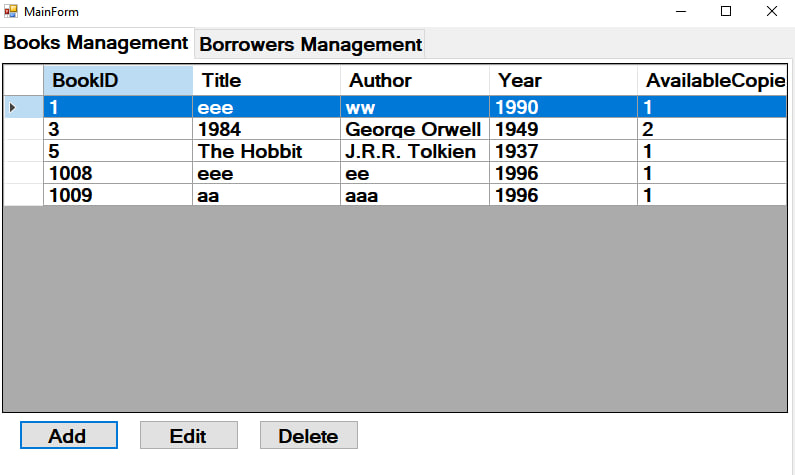 MainForm
Books Management Borrowers Management
BookID Title Author Year AvailableCopie
1 eee ww 1990 1
3 1984 George Orwell 1949 2
5 The Hobbit J.R.R. Tolkien 1937 1
1008 eee ee 1996 1
1009 aa aaa 1996 1
Add Edit Delete